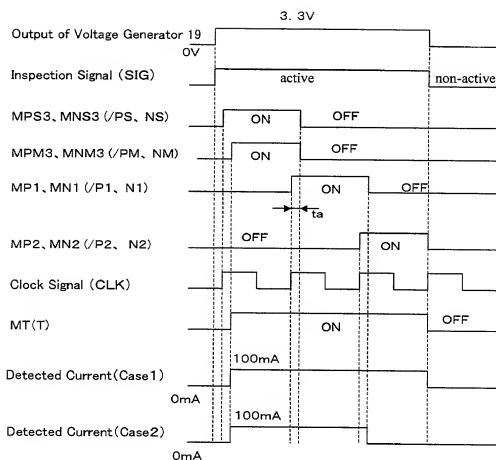 3. 3V
Output of Voltage Generator 19
0V
Inspection Signal (SIG)
active
non-active
MPS3、MNS3 (/PS、NS)
ON
OFF
MPM3、MNM3 (/PM、NM)
ON
OFF
MP1、MN1 (/P1、N1)
ON
OFF
ta
MP2、MN2 (/P2、N2)
OFF
ON
Clock Signal (CLK)
MT(T)
ON
OFF
100mA
Detected Current(Case1)
0mA
100mA
Detected Current(Case2)
0mA